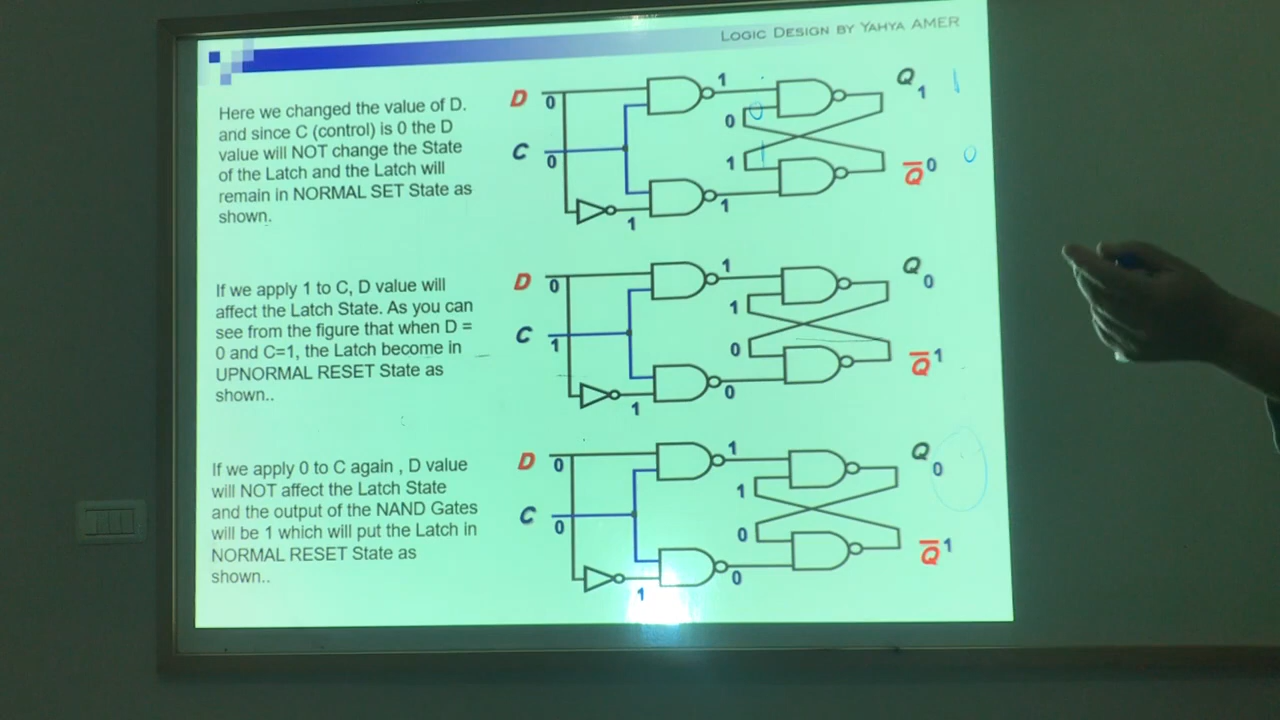 LOGIC DESIGN BY YAHYA AMER
Here we changed the value of D.
and since C (control) is 0 the D
value will NOT change the State
of the Latch and the Latch will
remain in NORMAL SET State as
shown.
D 0 1 Q 1 1
0 0
C 0 1 1 Q̅ 0 0
1 1
If we apply 1 to C, D value will
affect the Latch State. As you can
see from the figure that when D =
0 and C=1, the Latch become in
UPNORMAL RESET State as
shown..
D 0 1 Q 0
1
C 1 0 Q̅ 1
1 0
If we apply 0 to C again , D value
will NOT affect the Latch State
and the output of the NAND Gates
will be 1 which will put the Latch in
NORMAL RESET State as
shown..
D 0 1 Q 0
1
C 0 0 Q̅ 1
1 0